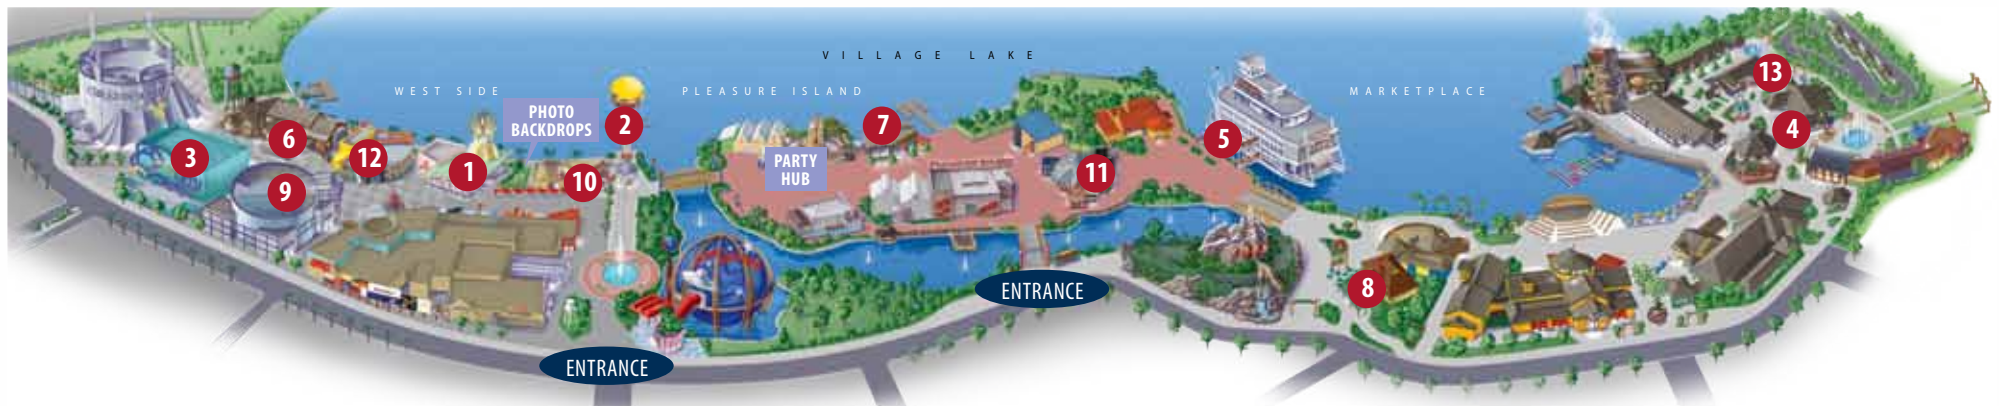 VILLAGE LAKE
WEST SIDE
PLEASURE ISLAND
MARKETPLACE
PHOTO
BACKDROPS
PARTY
HUB
3
6
9
12
1
10
2
7
11
5
8
13
4
ENTRANCE
ENTRANCE